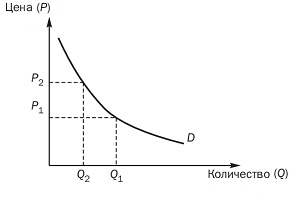 Цена (P)
P₂
P₁
D
Q₂ Q₁ Количество (Q)